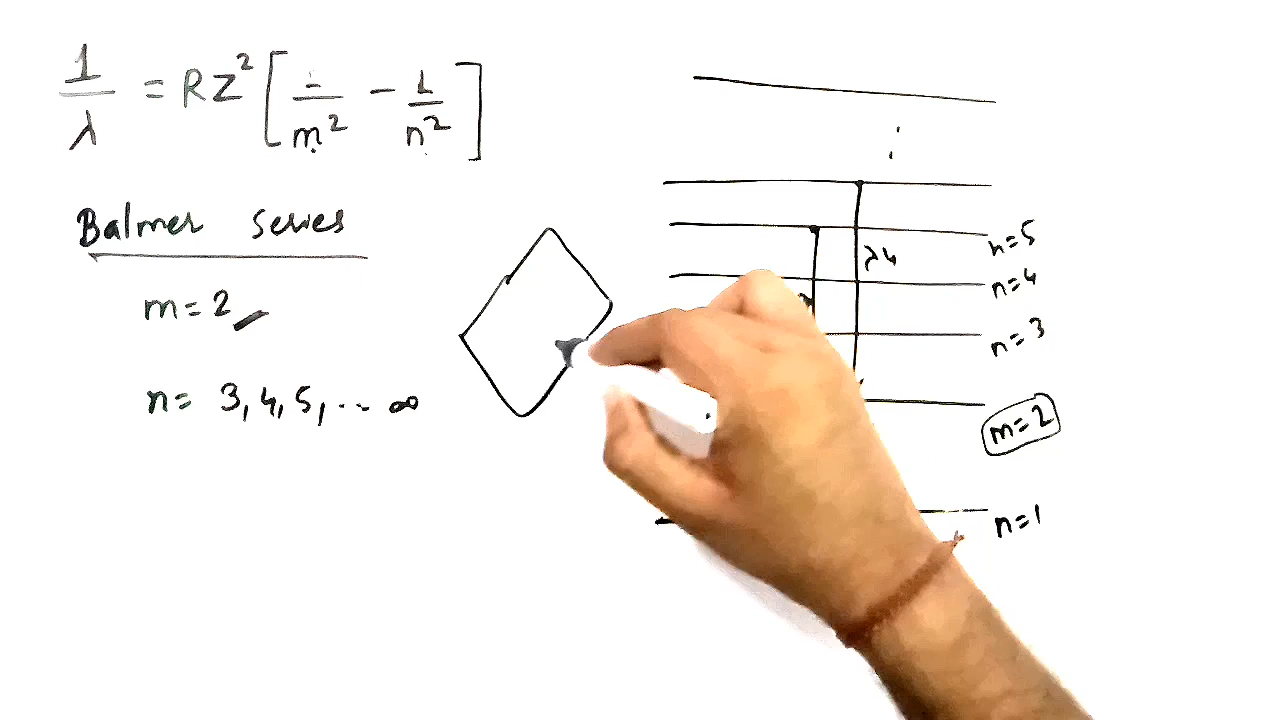 1/λ = RZ² [1/m² - 1/n²]
Balmer series
m = 2
n = 3, 4, 5, ... ∞
λ4
n=5
n=4
n=3
m=2
n=1